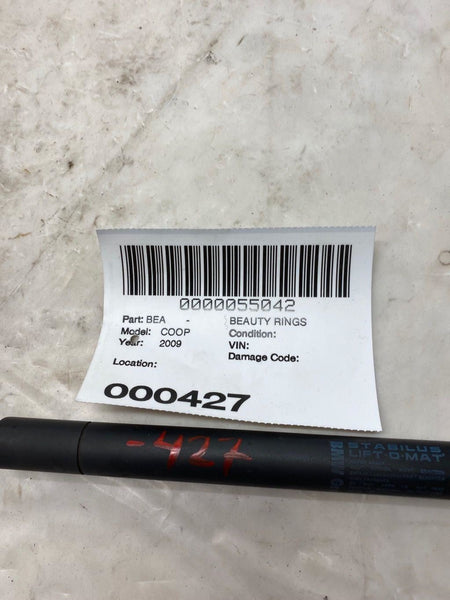 0000055042
Part: BEA - BEAUTY RINGS
Model: COOP Condition:
Year: 2009 VIN:
Damage Code:
Location:
000427
-427
STABILUS
LIFT-O-MAT
BMW G